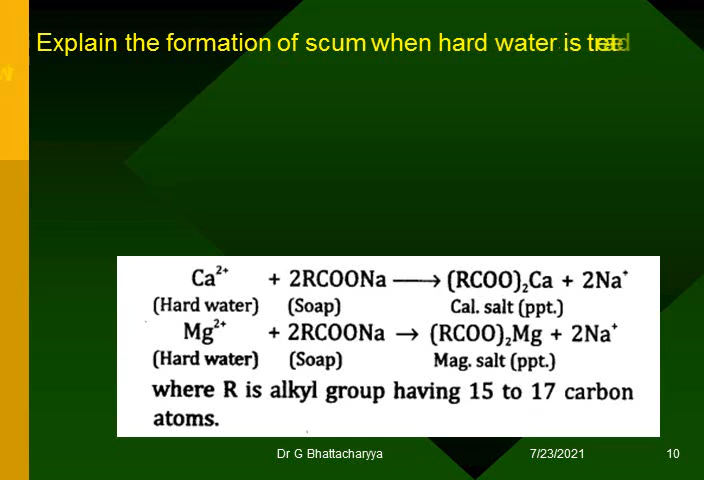 Explain the formation of scum when hard water is
Ca²⁺ + 2RCOONa ⟶ (RCOO)₂Ca + 2Na⁺
(Hard water) (Soap) Cal. salt (ppt.)
Mg²⁺ + 2RCOONa → (RCOO)₂Mg + 2Na⁺
(Hard water) (Soap) Mag. salt (ppt.)
where R is alkyl group having 15 to 17 carbon
atoms.
Dr G Bhattacharyya 7/23/2021 10